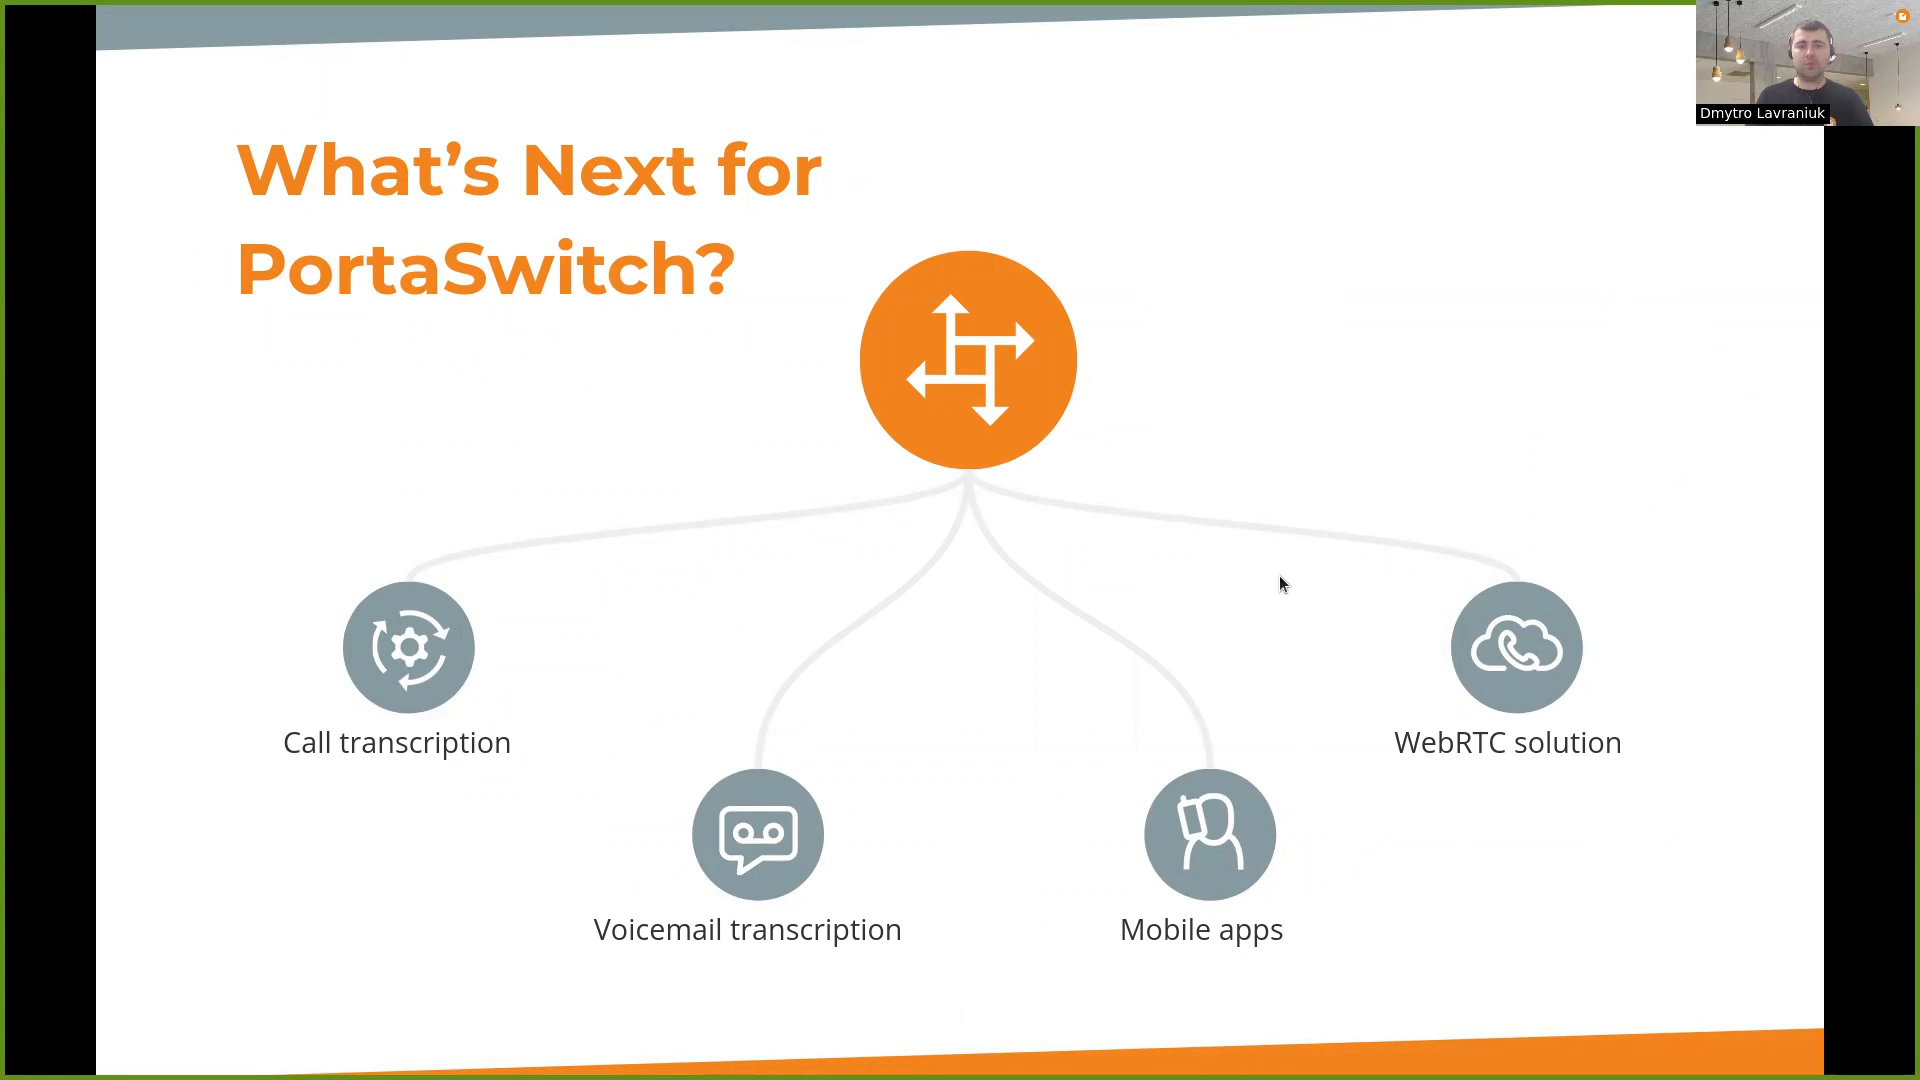 What’s Next for
PortaSwitch?
Dmytro Lavraniuk
Call transcription
WebRTC solution
Voicemail transcription
Mobile apps